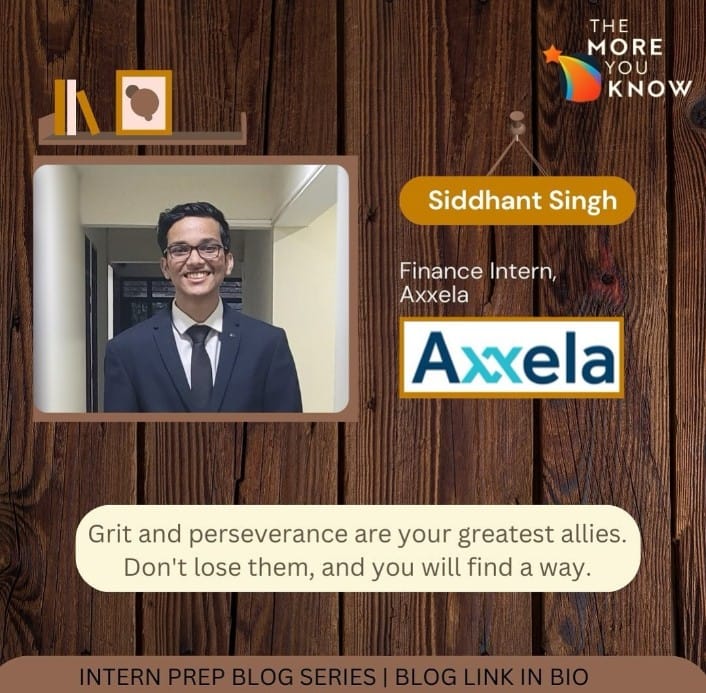 THE
MORE
YOU
KNOW
Siddhant Singh
Finance Intern,
Axxela
Axxela
Grit and perseverance are your greatest allies.
Don't lose them, and you will find a way.
INTERN PREP BLOG SERIES | BLOG LINK IN BIO